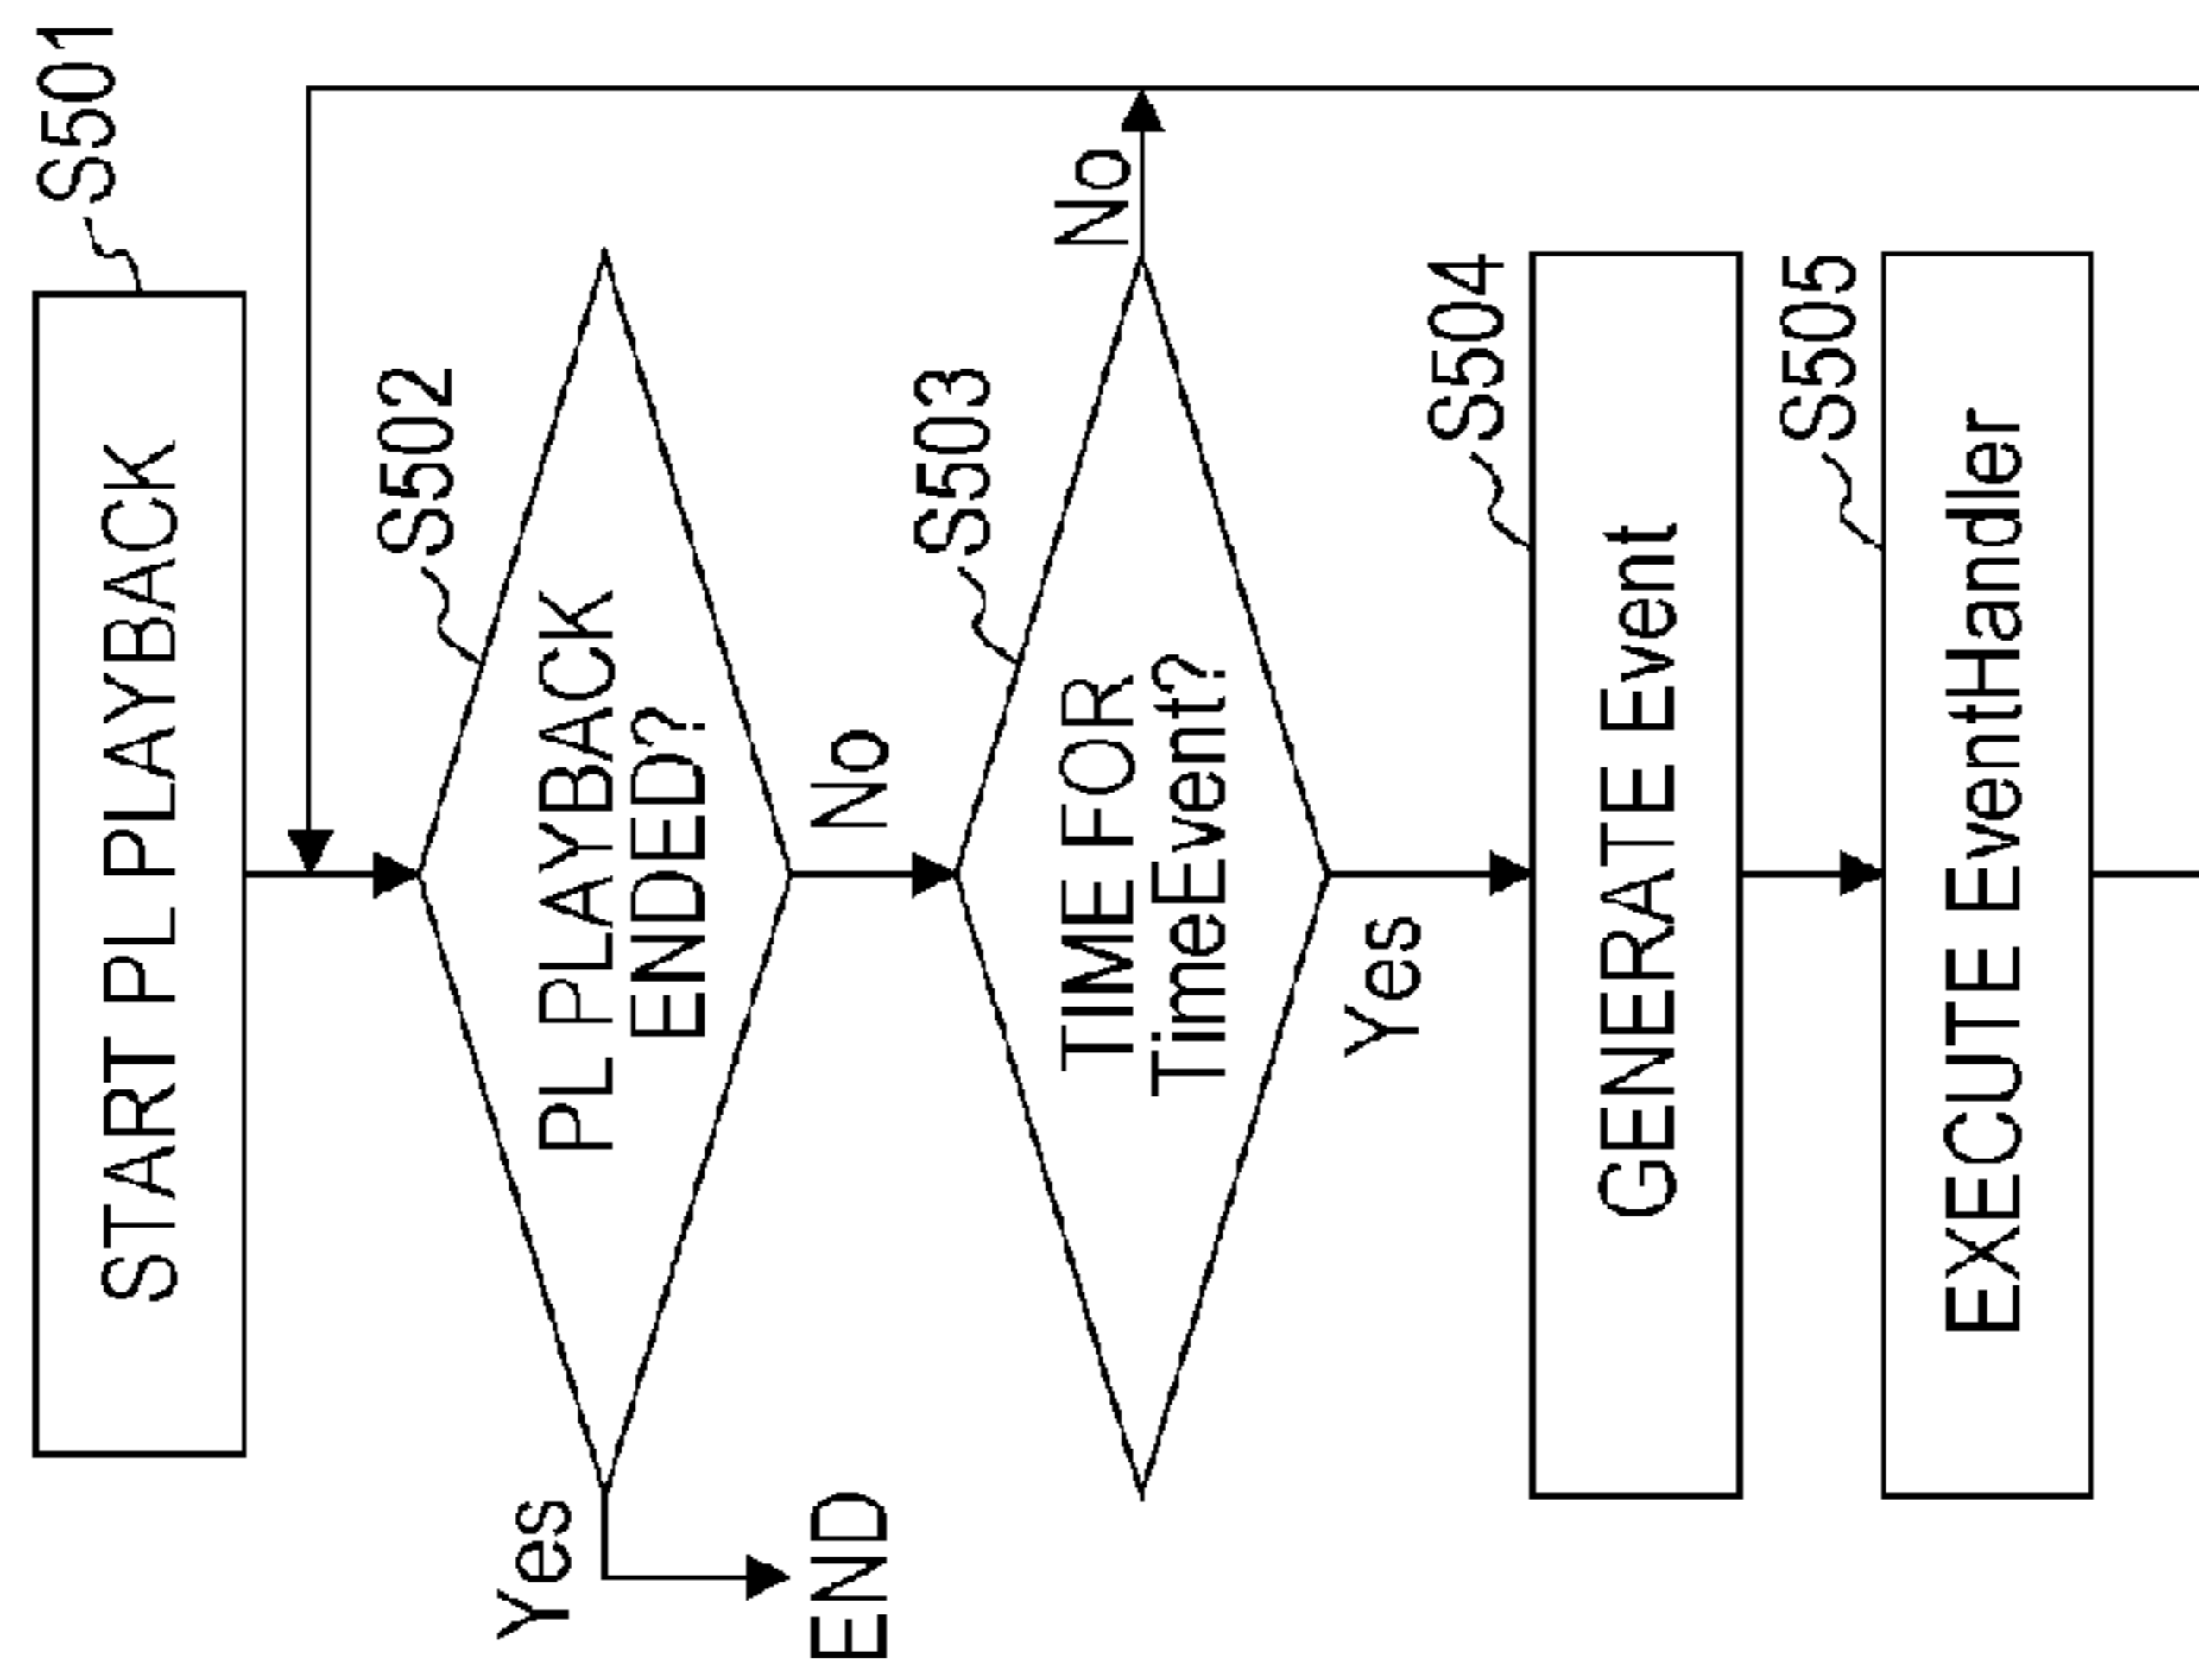 S501
START PL PLAYBACK
S502
PL PLAYBACK
ENDED?
Yes
No
END
S503
TIME FOR
TimeEvent?
No
Yes
S504
GENERATE Event
S505
EXECUTE EventHandler